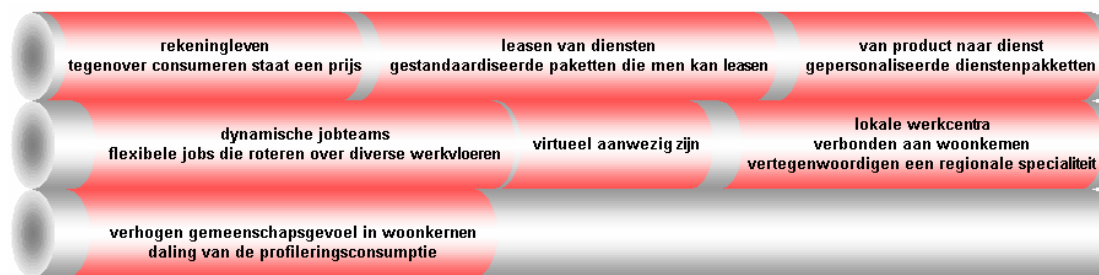 rekeningleven
tegenover consumeren staat een prijs
leasen van diensten
gestandaardiseerde paketten die men kan leasen
van product naar dienst
gepersonaliseerde dienstenpakketten
dynamische jobteams
flexibele jobs die roteren over diverse werkvloeren
virtueel aanwezig zijn
lokale werkcentra
verbonden aan woonkernen
vertegenwoordigen een regionale specialiteit
verhogen gemeenschapsgevoel in woonkernen
daling van de profileringsconsumptie